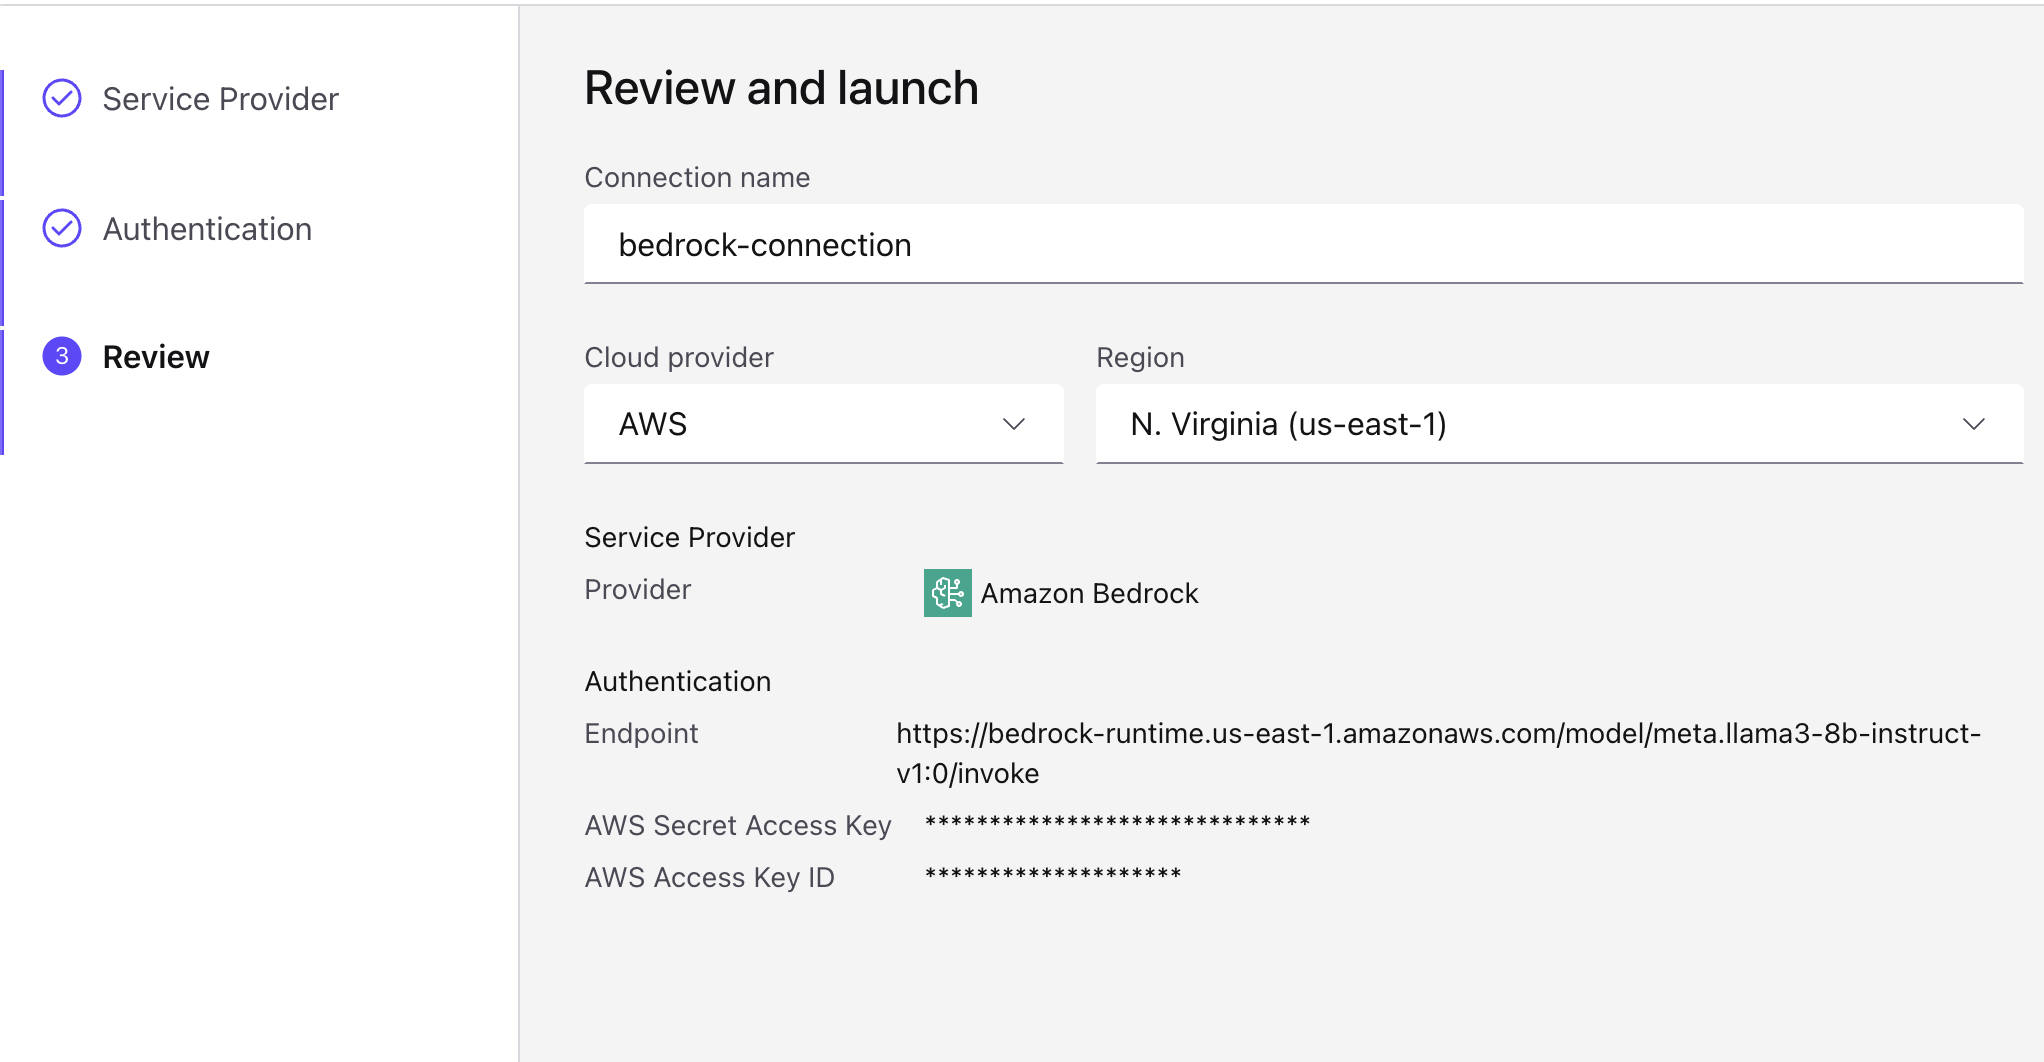 Service Provider
Authentication
3 Review
Review and launch
Connection name
bedrock-connection
Cloud provider
AWS
Region
N. Virginia (us-east-1)
Service Provider
Provider
Amazon Bedrock
Authentication
Endpoint
https://bedrock-runtime.us-east-1.amazonaws.com/model/meta.llama3-8b-instruct-
v1:0/invoke
AWS Secret Access Key ******************************
AWS Access Key ID ********************